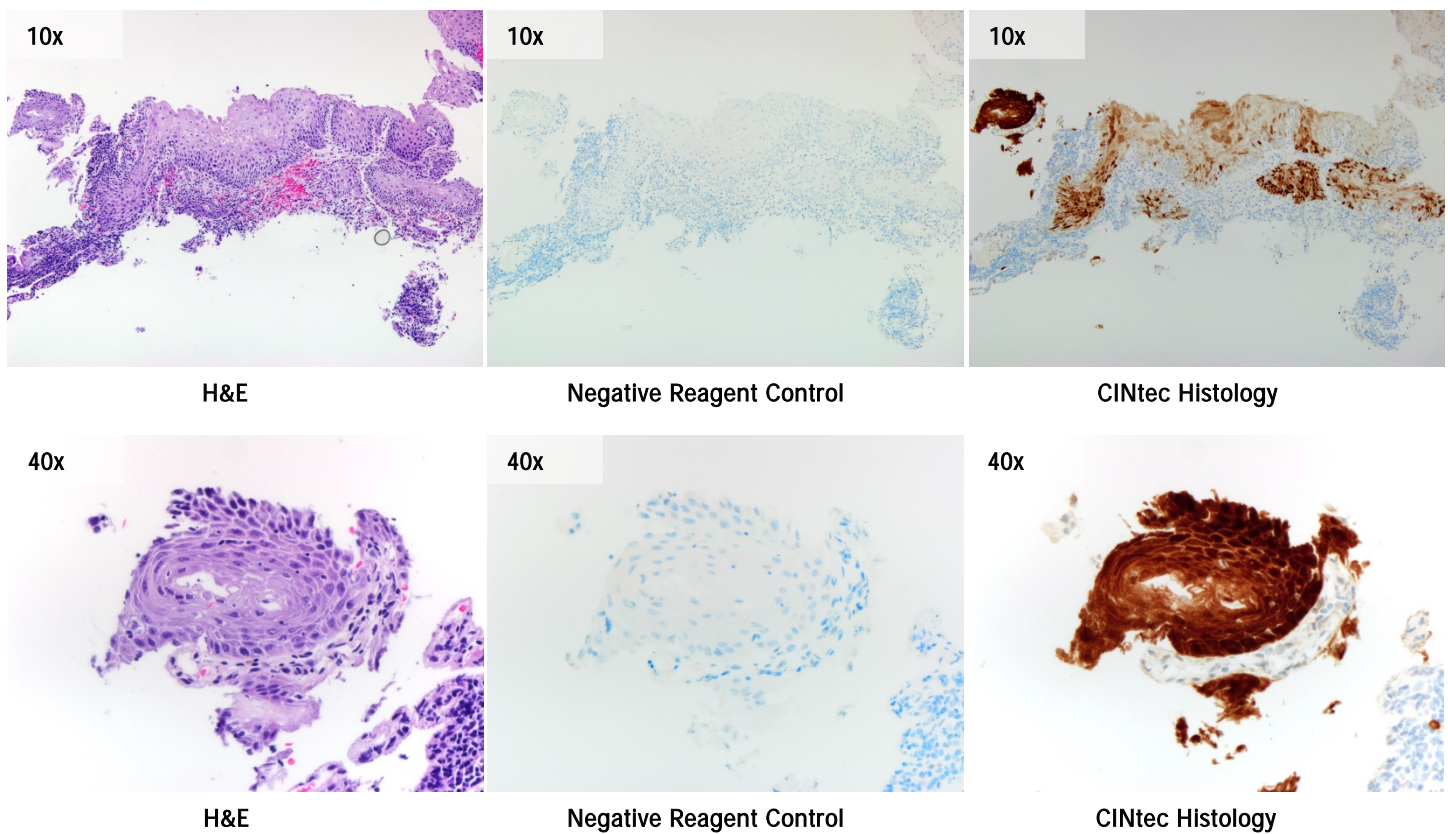 10x
10x
10x
H&E
Negative Reagent Control
CINtec Histology
40x
40x
40x
H&E
Negative Reagent Control
CINtec Histology